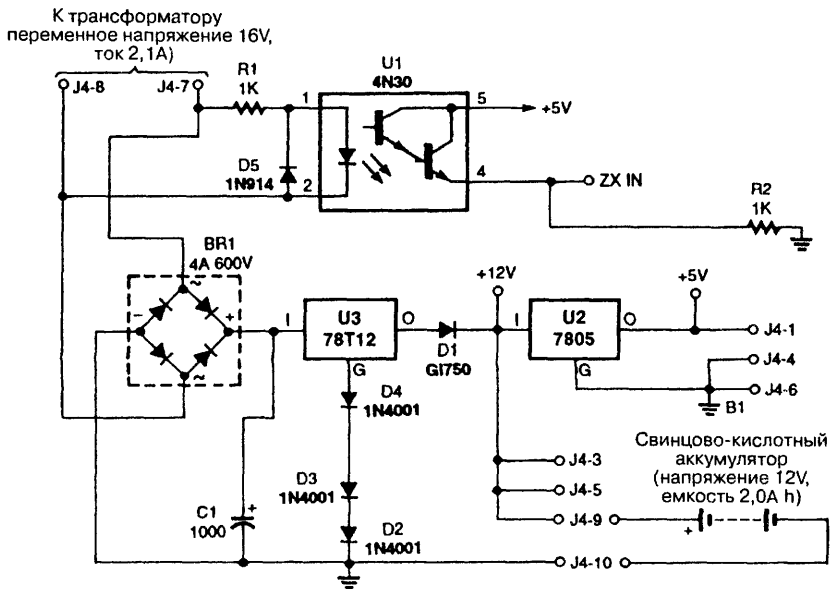 К трансформатору
переменное напряжение 16V,
ток 2,1А)
J4-8
J4-7
R1
1K
U1
4N30
1
5
+5V
D5
1N914
2
4
ZX IN
R2
1K
BR1
4A 600V
~
−
+
~
I
U3
78T12
O
G
D1
GI750
+12V
I
U2
7805
O
G
+5V
J4-1
J4-4
J4-6
B1
D4
1N4001
D3
1N4001
D2
1N4001
C1
1000
+
J4-3
J4-5
J4-9
J4-10
Свинцово-кислотный
аккумулятор
(напряжение 12V,
емкость 2,0A h)
+